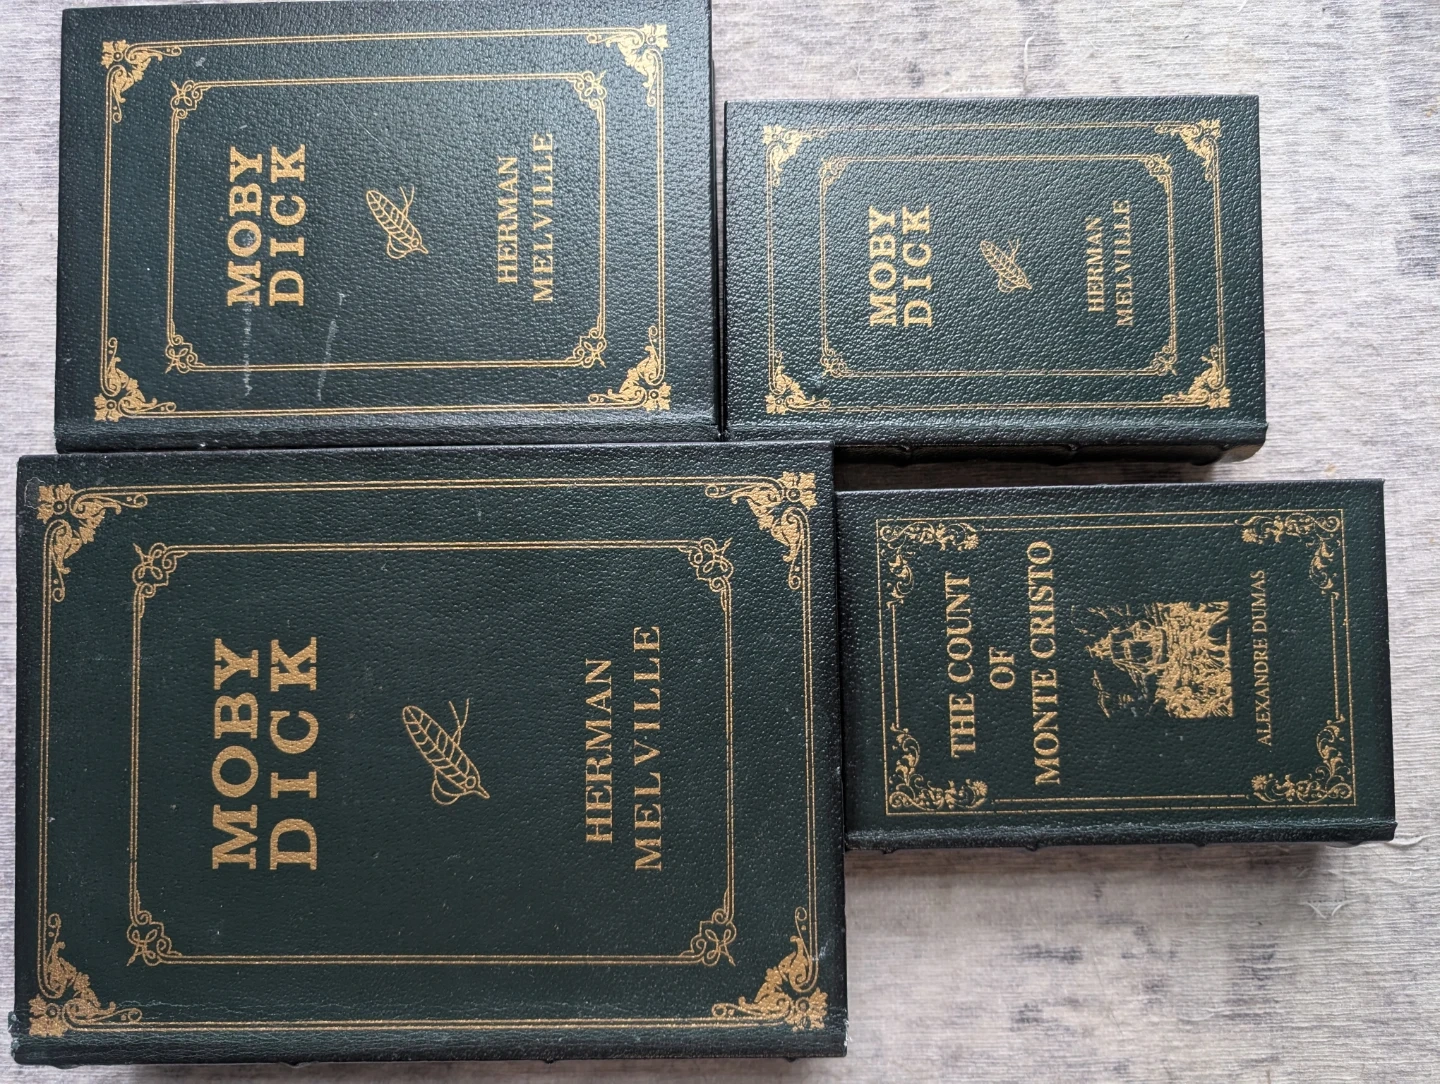 MOBY
DICK
HERMAN
MELVILLE
MOBY
DICK
HERMAN
MELVILLE
MOBY
DICK
HERMAN
MELVILLE
THE COUNT
OF
MONTE CRISTO
ALEXANDRE DUMAS